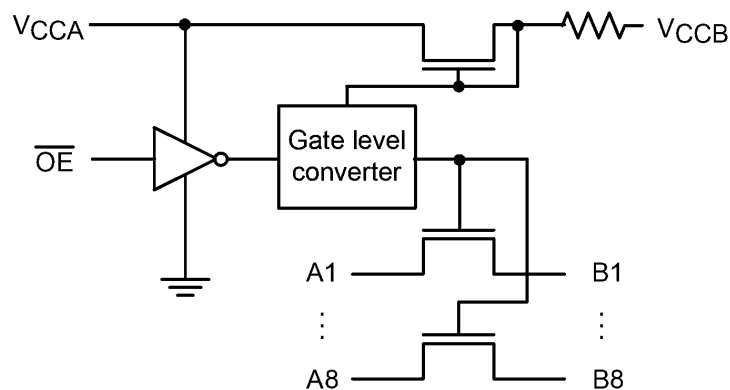 VCCA
VCCB
OE
Gate level
converter
A1
B1
⋮
⋮
A8
B8